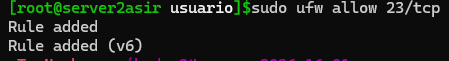 [root@server2asir usuario]$sudo ufw allow 23/tcp
Rule added
Rule added (v6)